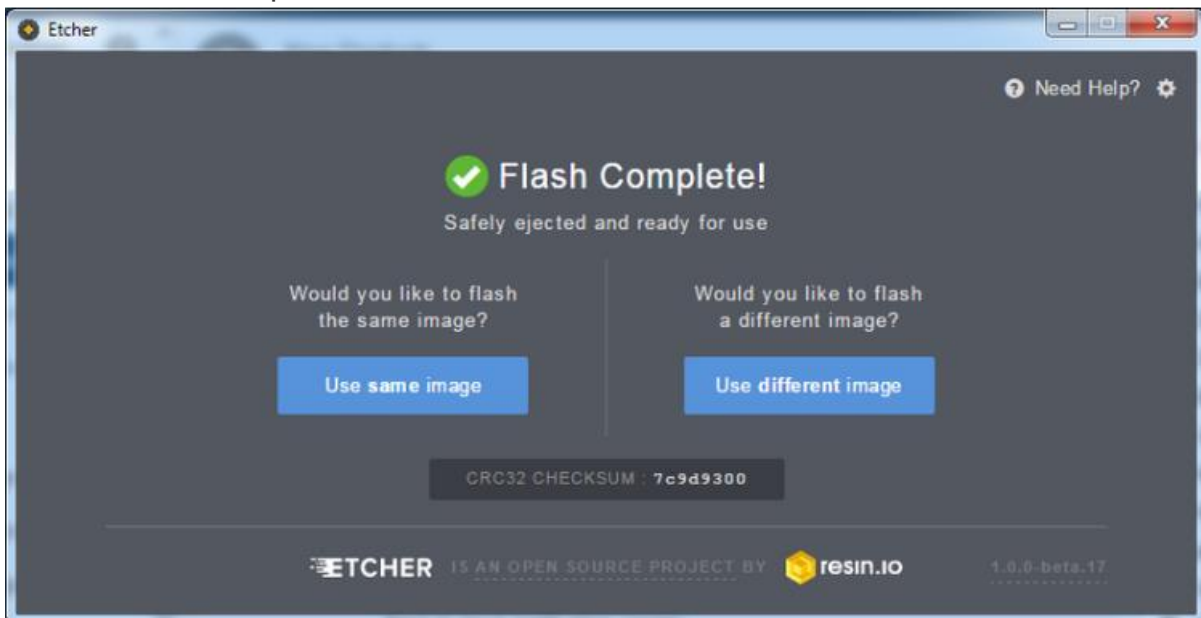 Etcher
Need Help?
Flash Complete!
Safely ejected and ready for use
Would you like to flash
the same image?
Use same image
Would you like to flash
a different image?
Use different image
CRC32 CHECKSUM : 7c9d9300
ETCHER IS AN OPEN SOURCE PROJECT BY resin.io 1.0.0-beta.17